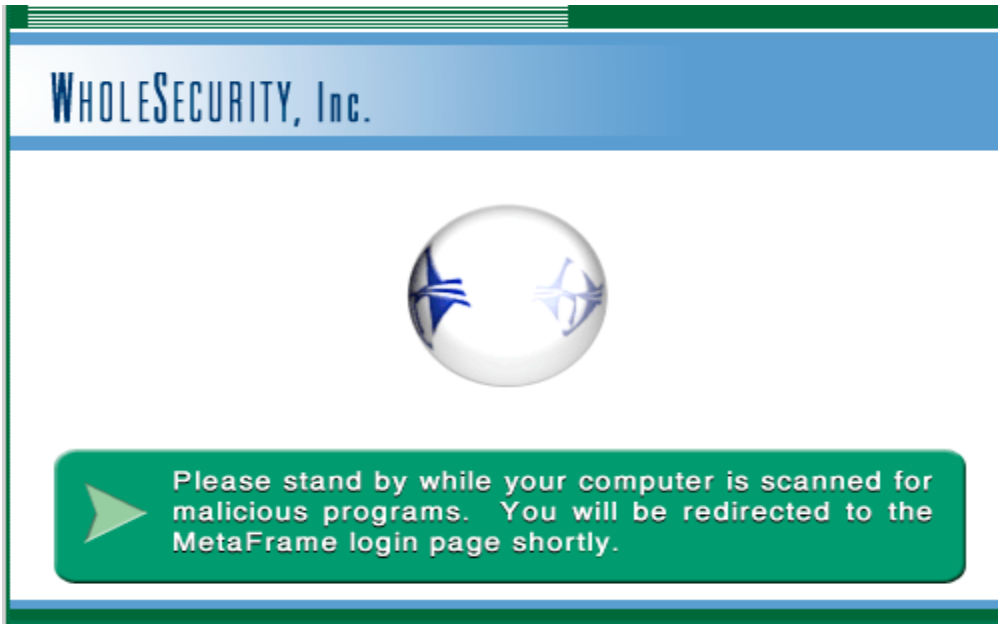 WHOLESECURITY, Inc.
Please stand by while your computer is scanned for
malicious programs. You will be redirected to the
MetaFrame login page shortly.